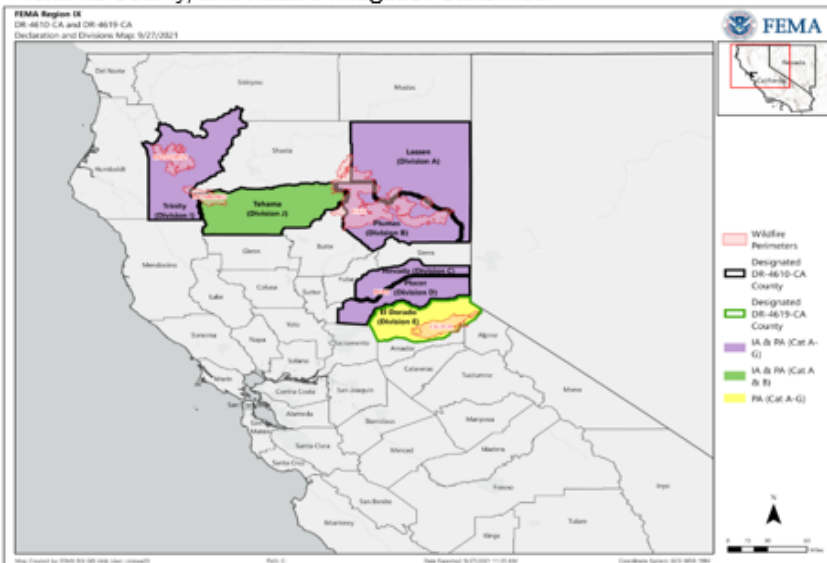 FEMA Region IX
DR-4610-CA and DR-4619-CA
Declaration and Divisions Map: 9/27/2021
FEMA
Nevada
California
Del Norte
Siskiyou
Modoc
Humboldt
Shasta
Lassen
(Division A)
Trinity
(Division I)
Tehama
(Division J)
Plumas
(Division B)
Mendocino
Glenn
Butte
Sierra
Nevada (Division C)
Placer
(Division D)
Lake
Colusa
Sutter
Yuba
El Dorado
(Division E)
Sonoma
Napa
Yolo
Sacramento
Amador
Alpine
Solano
Calaveras
Tuolumne
Mono
Marin
Contra Costa
San Joaquin
Alameda
Stanislaus
Mariposa
San
Mateo
Santa Clara
Merced
Madera
Santa Cruz
Fresno
San Benito
Inyo
Monterey
Kings
Tulare
Wildfire
Perimeters
Designated
DR-4610-CA
County
Designated
DR-4619-CA
County
IA & PA (Cat A-
G)
IA & PA (Cat A
& B)
PA (Cat A-G)
N